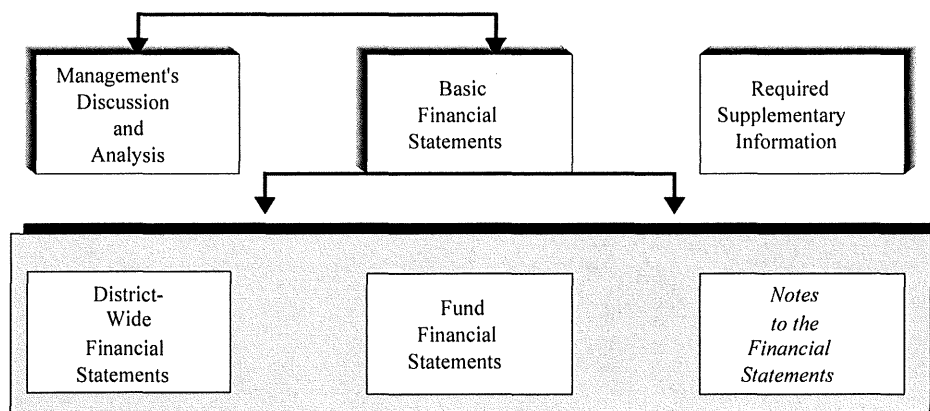 Management's
Discussion
and
Analysis
Basic
Financial
Statements
Required
Supplementary
Information
District-
Wide
Financial
Statements
Fund
Financial
Statements
Notes
to the
Financial
Statements